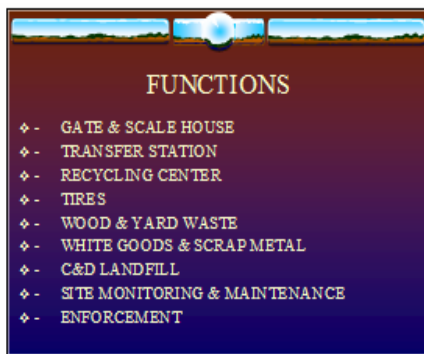 FUNCTIONS
❖ - GATE & SCALE HOUSE
❖ - TRANSFER STATION
❖ - RECYCLING CENTER
❖ - TIRES
❖ - WOOD & YARD WASTE
❖ - WHITE GOODS & SCRAP METAL
❖ - C&D LANDFILL
❖ - SITE MONITORING & MAINTENANCE
❖ - ENFORCEMENT